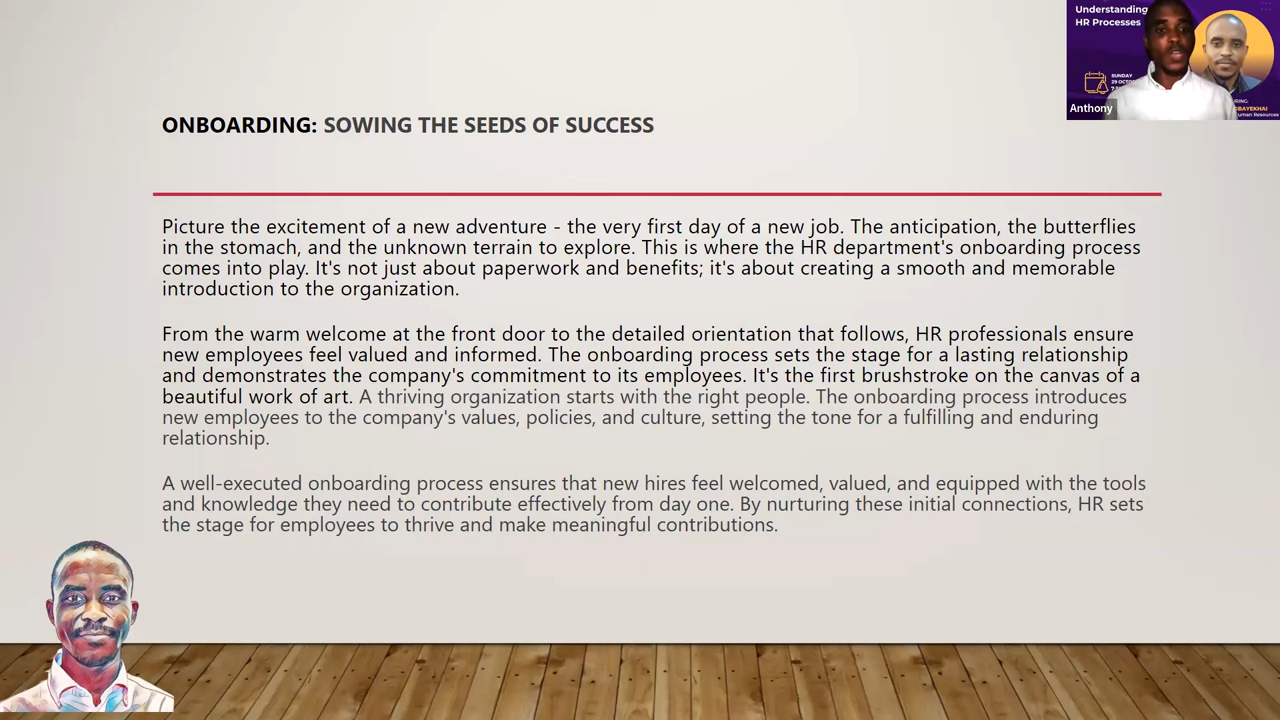 Understanding
HR Processes
SUNDAY
Anthony
ONBOARDING: SOWING THE SEEDS OF SUCCESS
Picture the excitement of a new adventure - the very first day of a new job. The anticipation, the butterflies
in the stomach, and the unknown terrain to explore. This is where the HR department's onboarding process
comes into play. It's not just about paperwork and benefits; it's about creating a smooth and memorable
introduction to the organization.
From the warm welcome at the front door to the detailed orientation that follows, HR professionals ensure
new employees feel valued and informed. The onboarding process sets the stage for a lasting relationship
and demonstrates the company's commitment to its employees. It's the first brushstroke on the canvas of a
beautiful work of art. A thriving organization starts with the right people. The onboarding process introduces
new employees to the company's values, policies, and culture, setting the tone for a fulfilling and enduring
relationship.
A well-executed onboarding process ensures that new hires feel welcomed, valued, and equipped with the tools
and knowledge they need to contribute effectively from day one. By nurturing these initial connections, HR sets
the stage for employees to thrive and make meaningful contributions.